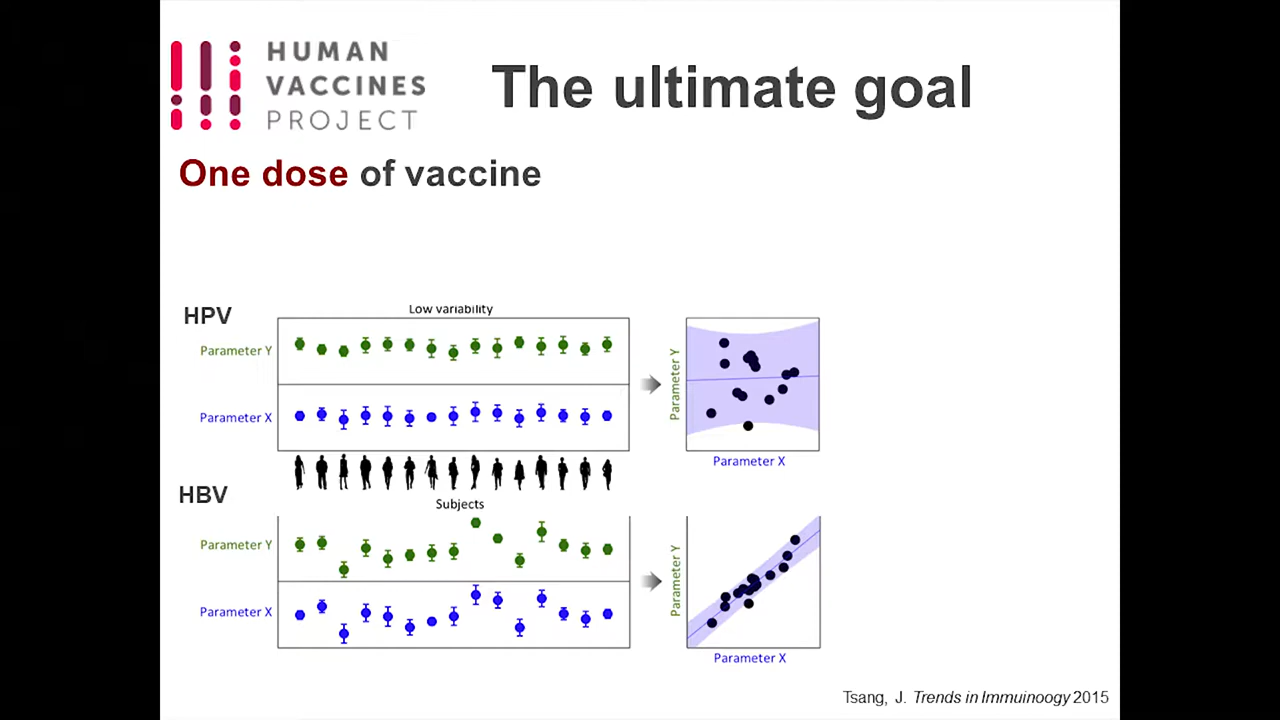 HUMAN
VACCINES
PROJECT
The ultimate goal
One dose of vaccine
HPV
Low variability
Parameter Y
Parameter X
Parameter Y
Parameter X
HBV
Subjects
Parameter Y
Parameter X
Parameter Y
Parameter X
Tsang, J. Trends in Immuinoogy 2015